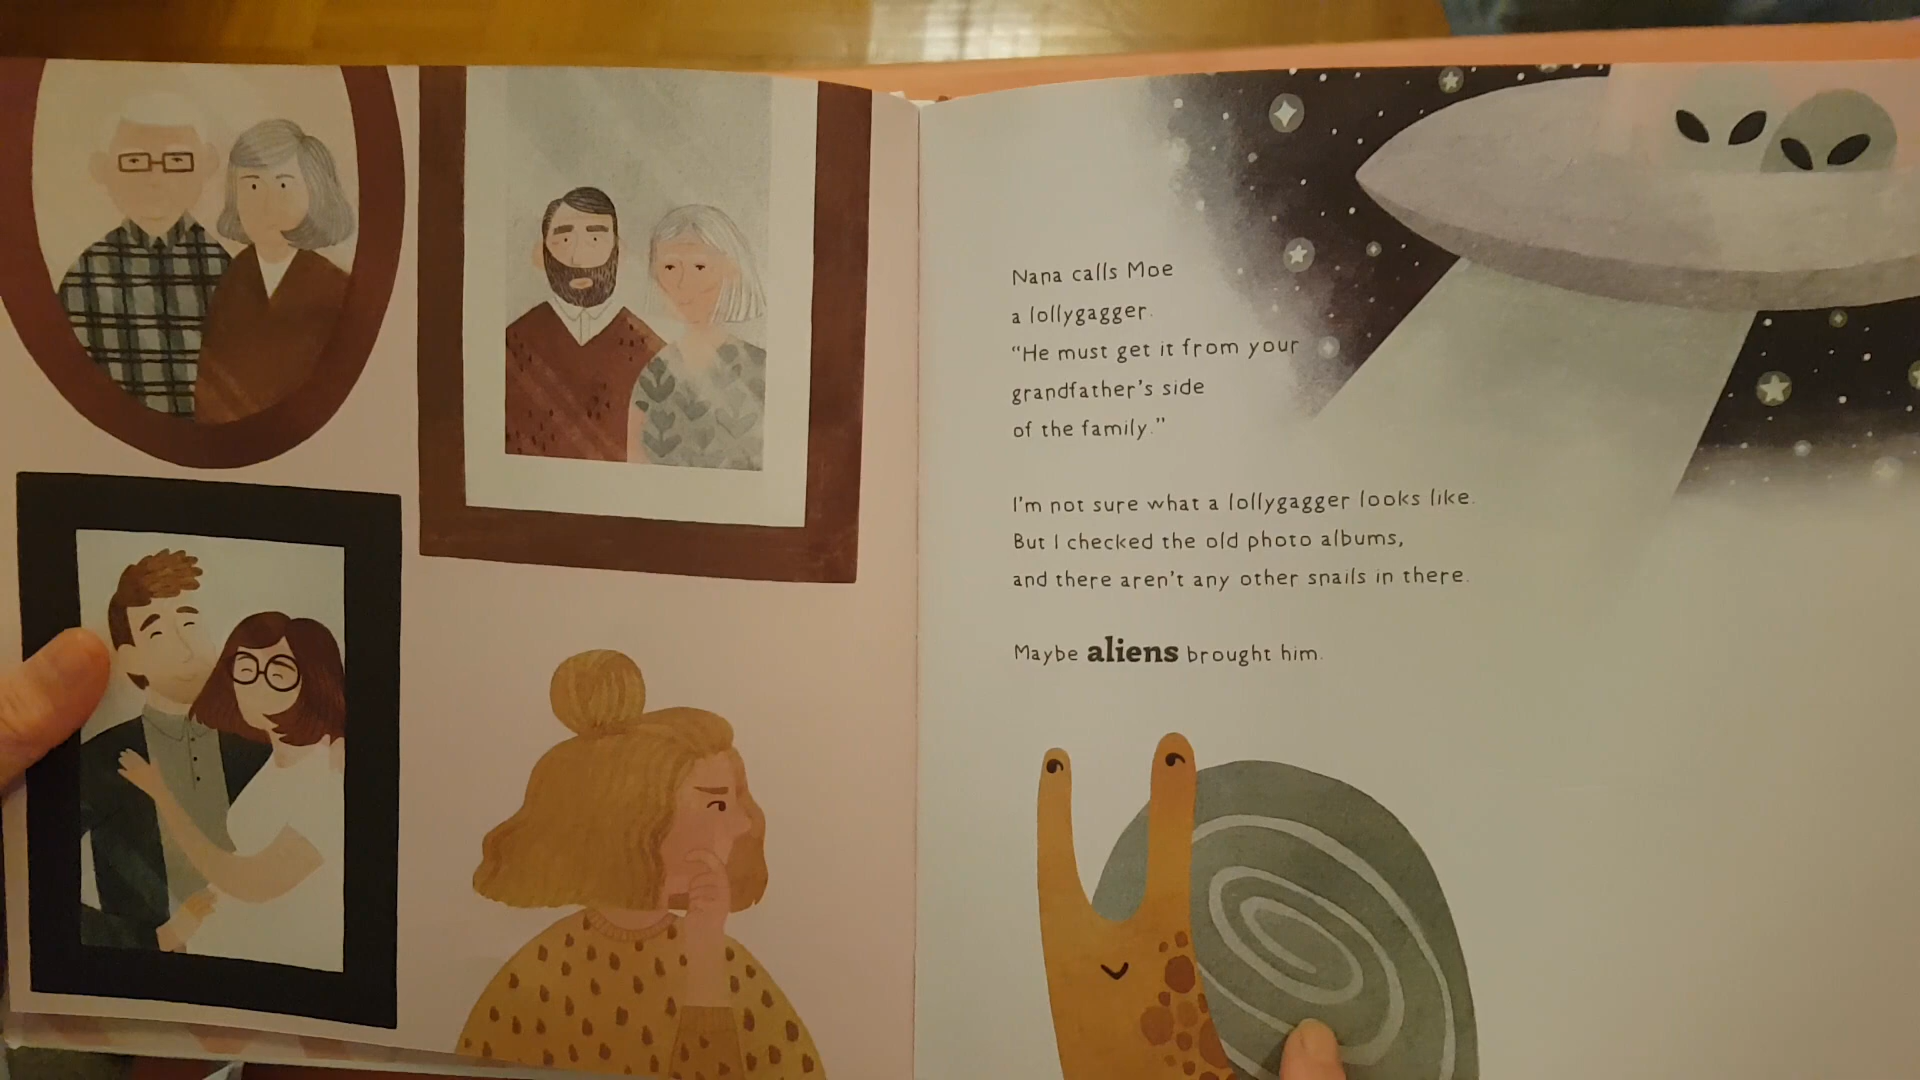 Nana calls Moe
a lollygagger.
“He must get it from your
grandfather’s side
of the family.”
I’m not sure what a lollygagger looks like.
But I checked the old photo albums,
and there aren’t any other snails in there.
Maybe aliens brought him.